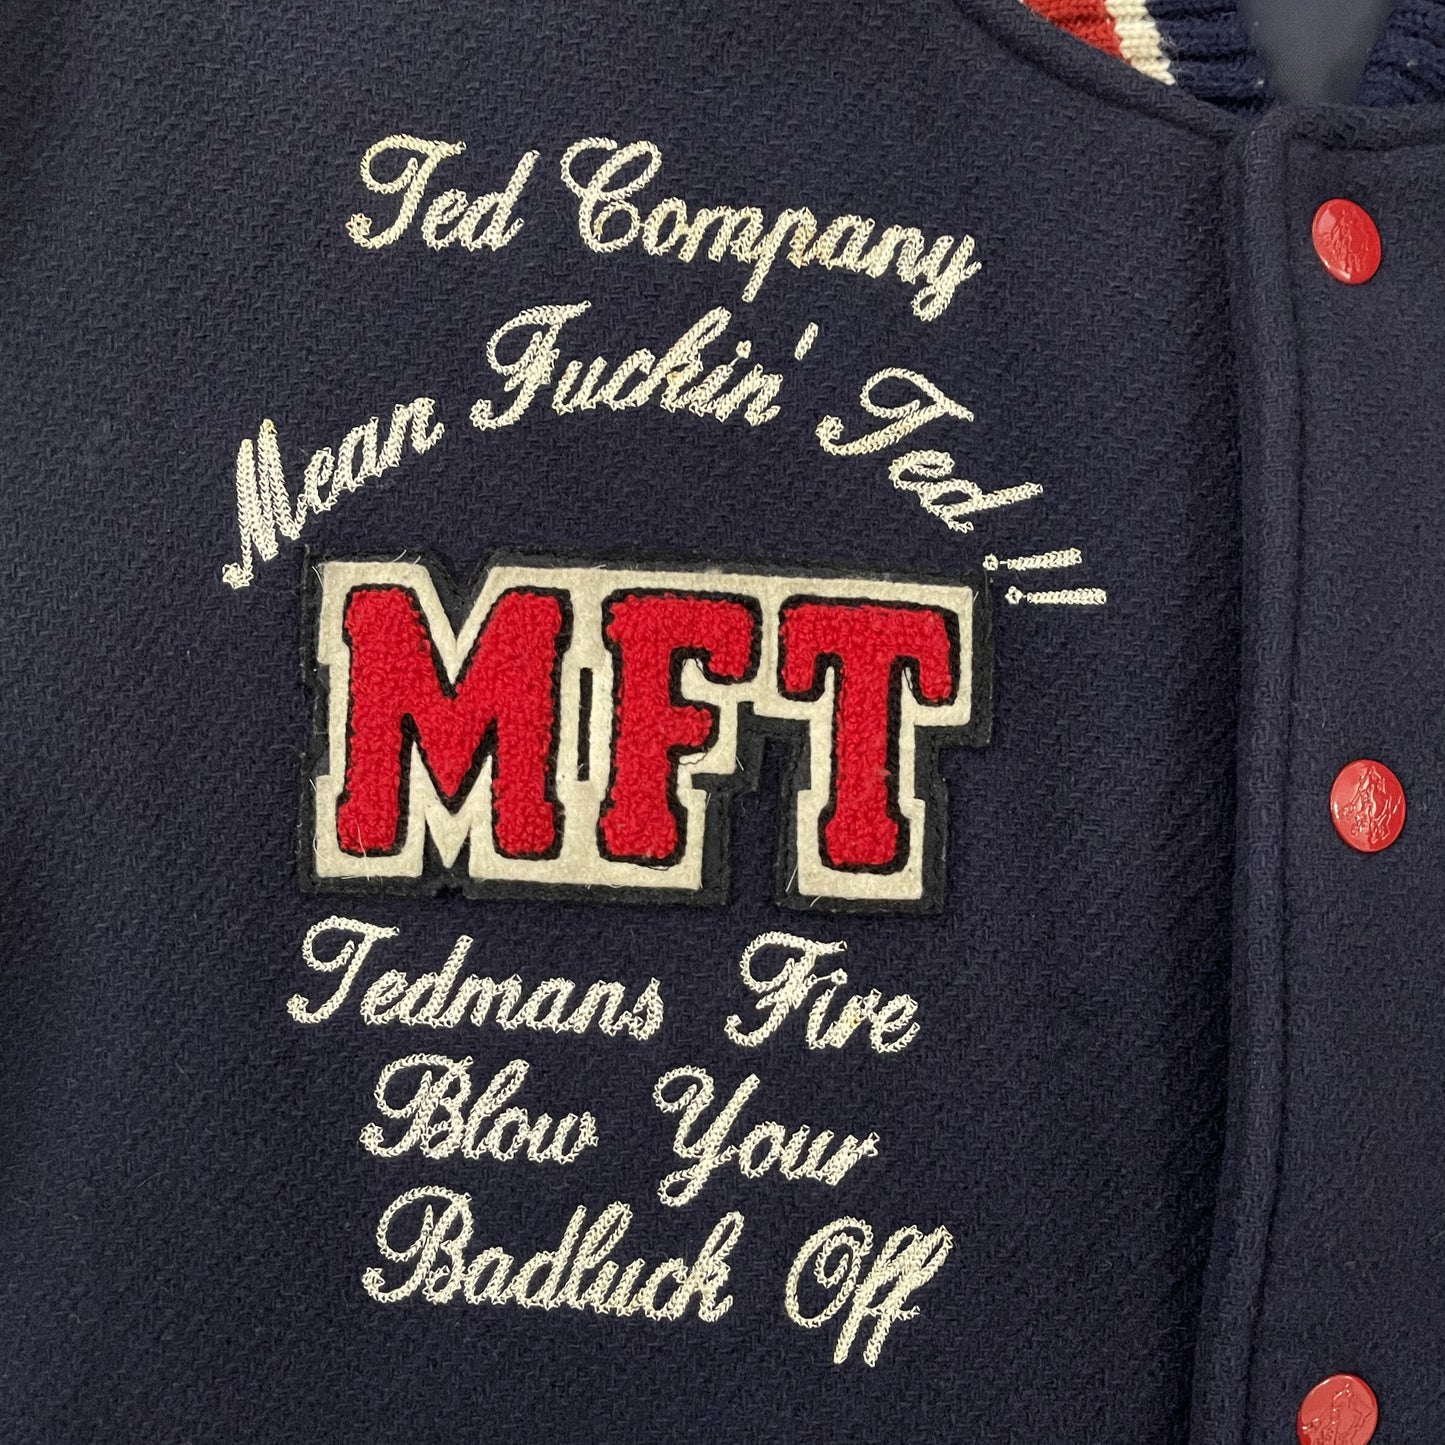 Ted Company
Mean Fuckin' Ted!!
MFT
Tedmans Fire
Blow Your
Badluck Off